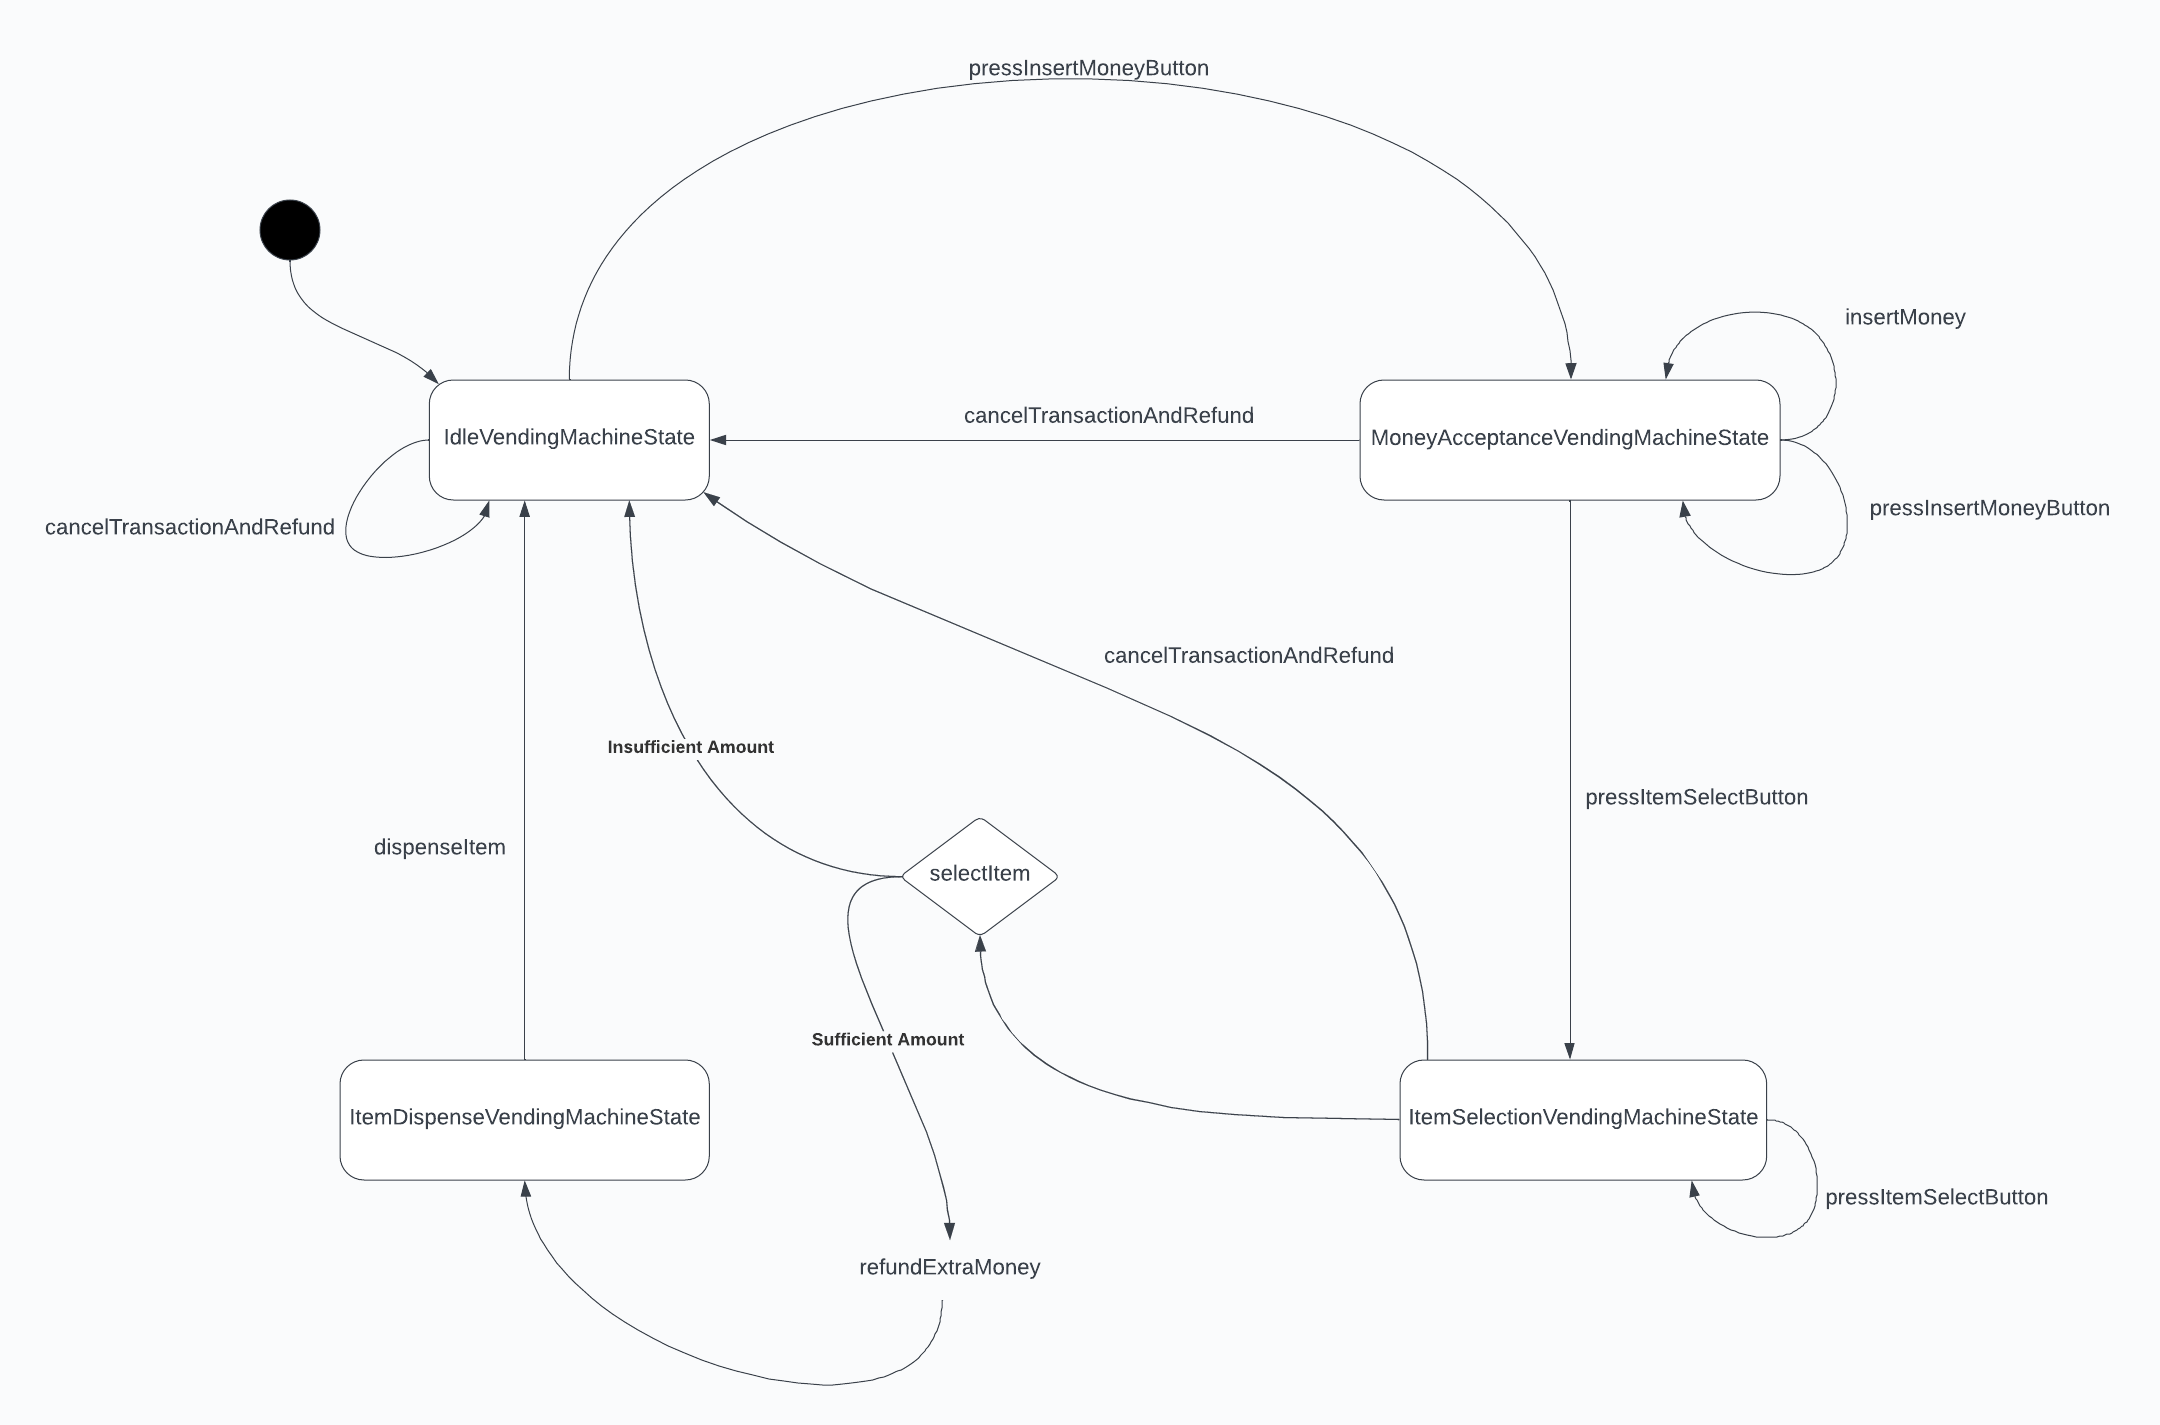 pressInsertMoneyButton
insertMoney
cancelTransactionAndRefund
IdleVendingMachineState
MoneyAcceptanceVendingMachineState
pressInsertMoneyButton
cancelTransactionAndRefund
cancelTransactionAndRefund
Insufficient Amount
pressItemSelectButton
dispenseItem
selectItem
Sufficient Amount
ItemDispenseVendingMachineState
ItemSelectionVendingMachineState
pressItemSelectButton
refundExtraMoney